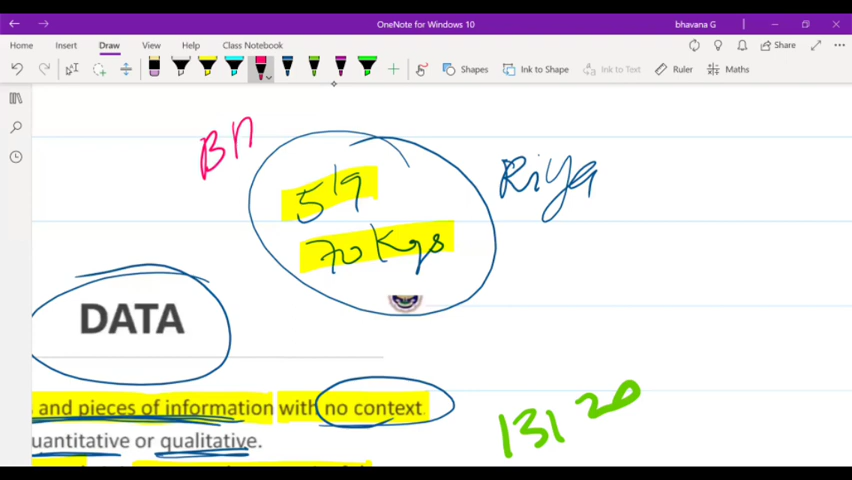 OneNote for Windows 10
bhavana G
Home Insert Draw View Help Class Notebook
Share
Shapes Ink to Shape Ink to Text Ruler Maths
BM
5'9
Riya
70 Kgs
DATA
s and pieces of information with no context.
uantitative or qualitative.
131 20